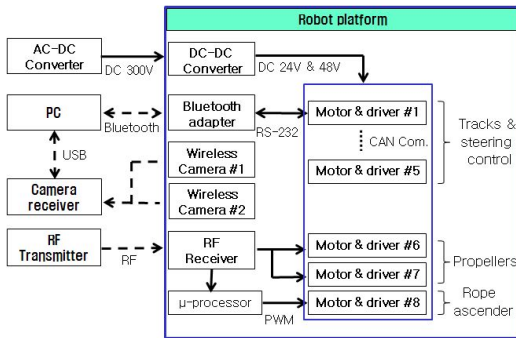 Robot platform
AC-DC
Converter
DC 300V
DC-DC
Converter
DC 24V & 48V
PC
Bluetooth
Bluetooth
adapter
RS-232
Motor & driver #1
CAN Com.
Motor & driver #5
Tracks &
steering
control
USB
Wireless
Camera #1
Camera
receiver
Wireless
Camera #2
RF
Transmitter
RF
RF
Receiver
Motor & driver #6
Motor & driver #7
Propellers
μ-processor
PWM
Motor & driver #8
Rope
ascender